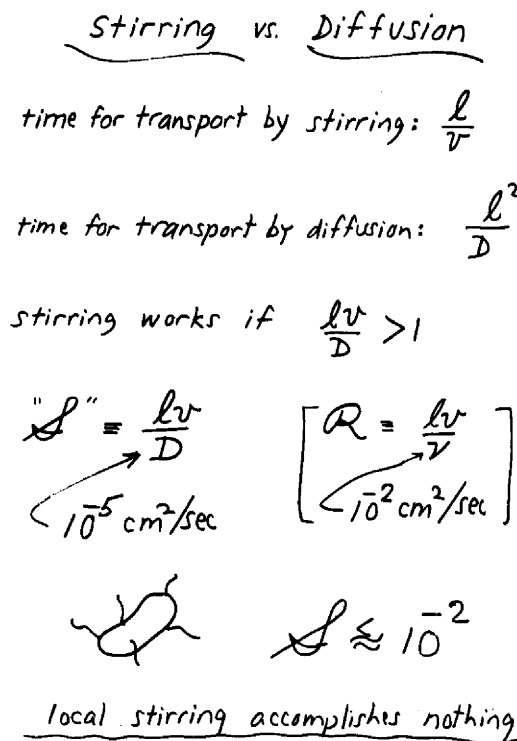 Stirring vs. Diffusion
time for transport by stirring: l/v
time for transport by diffusion: l²/D
stirring works if lv/D > 1
"S" ≡ lv/D [R = lv/ν]
10⁻⁵ cm²/sec 10⁻² cm²/sec
S ⪅ 10⁻²
local stirring accomplishes nothing